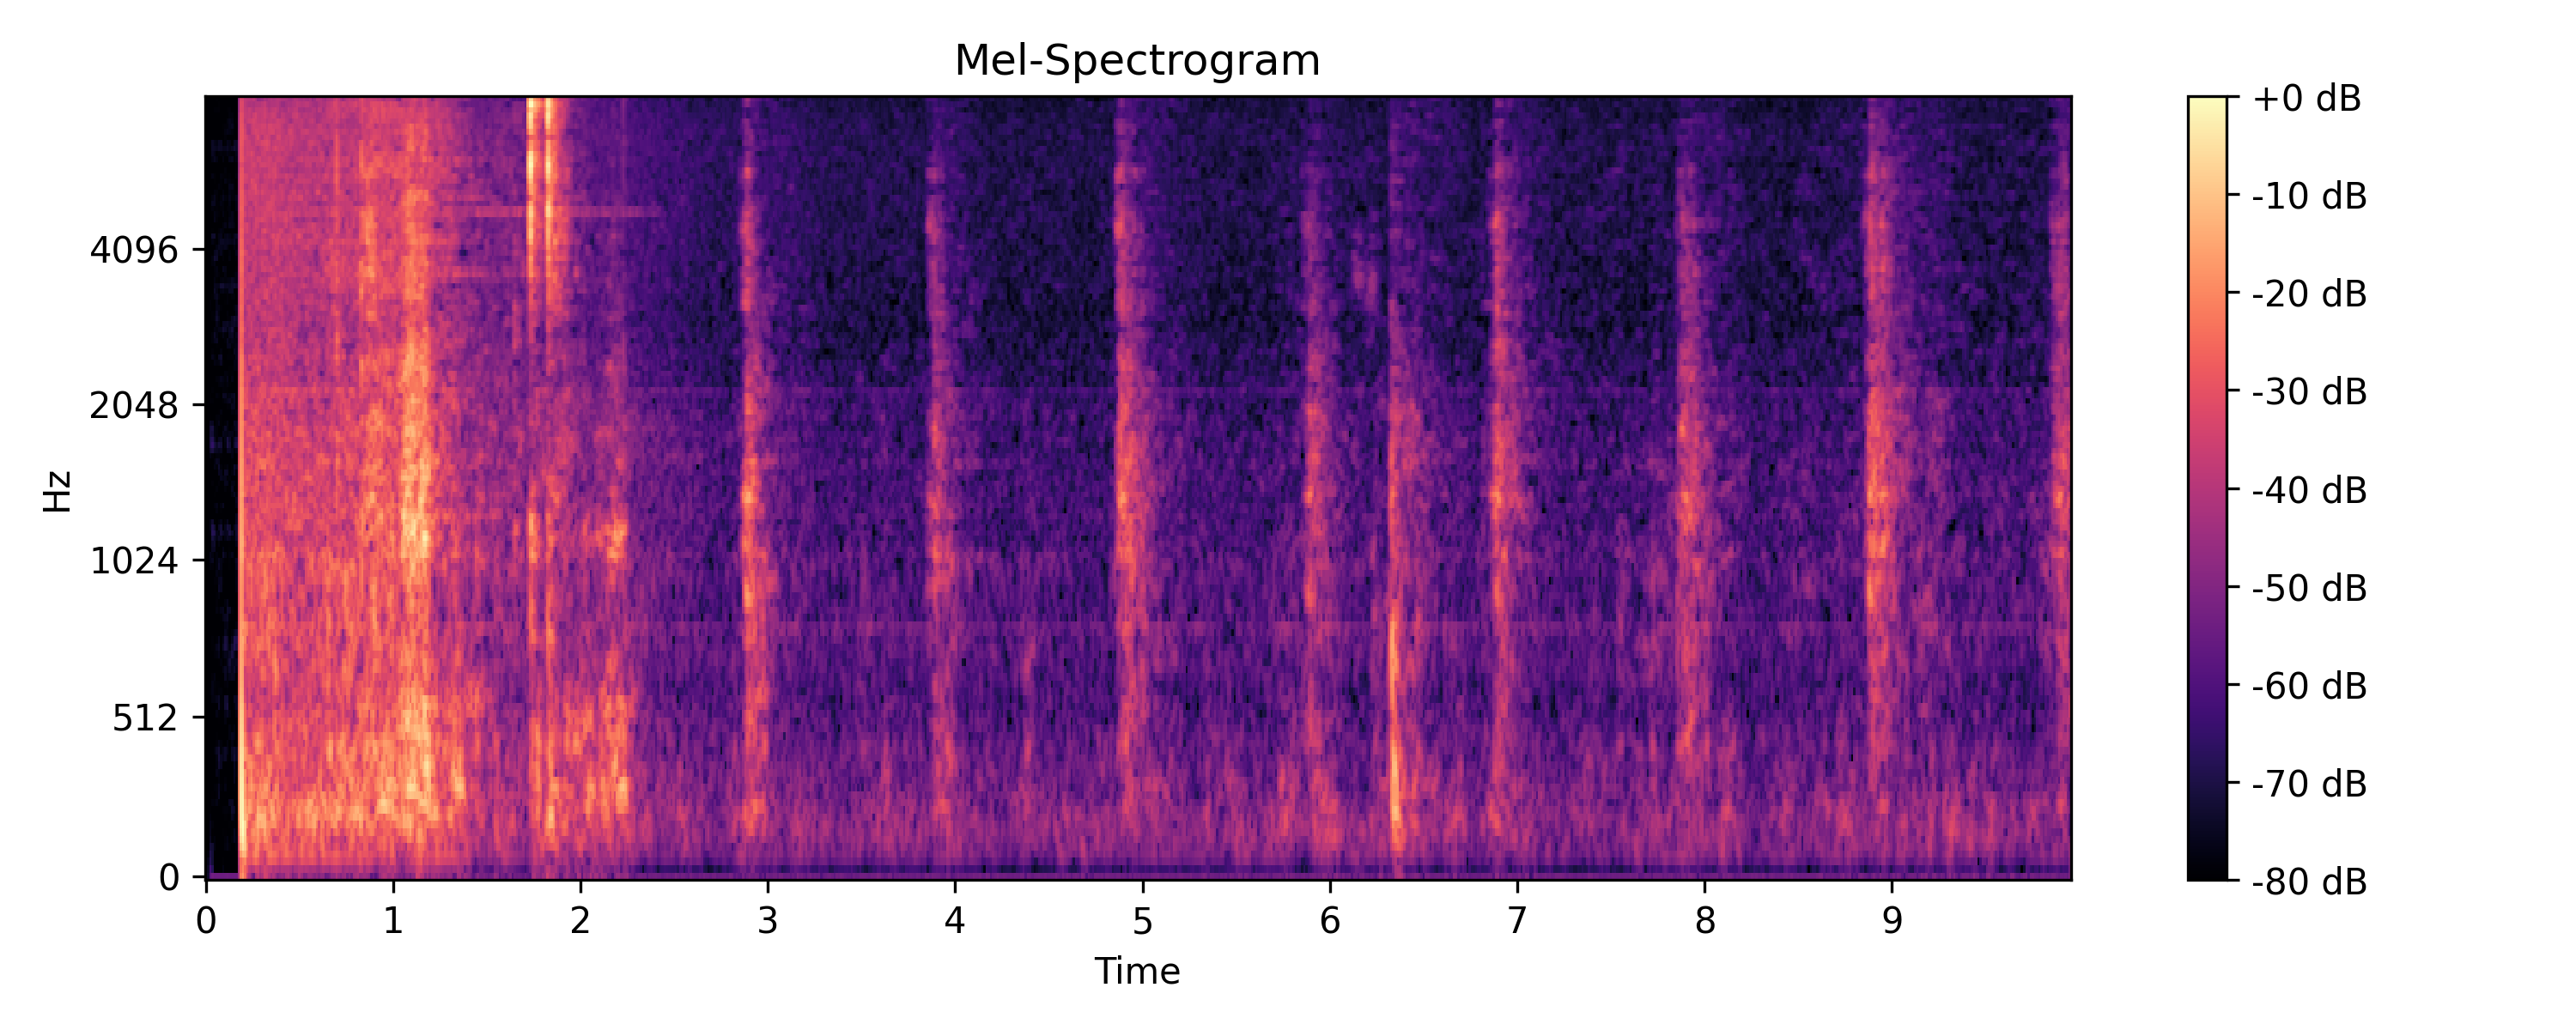 Mel-Spectrogram
+0 dB
-10 dB
4096
-20 dB
2048
-30 dB
Hz
-40 dB
1024
-50 dB
512
-60 dB
-70 dB
0
-80 dB
0 1 2 3 4 5 6 7 8 9
Time